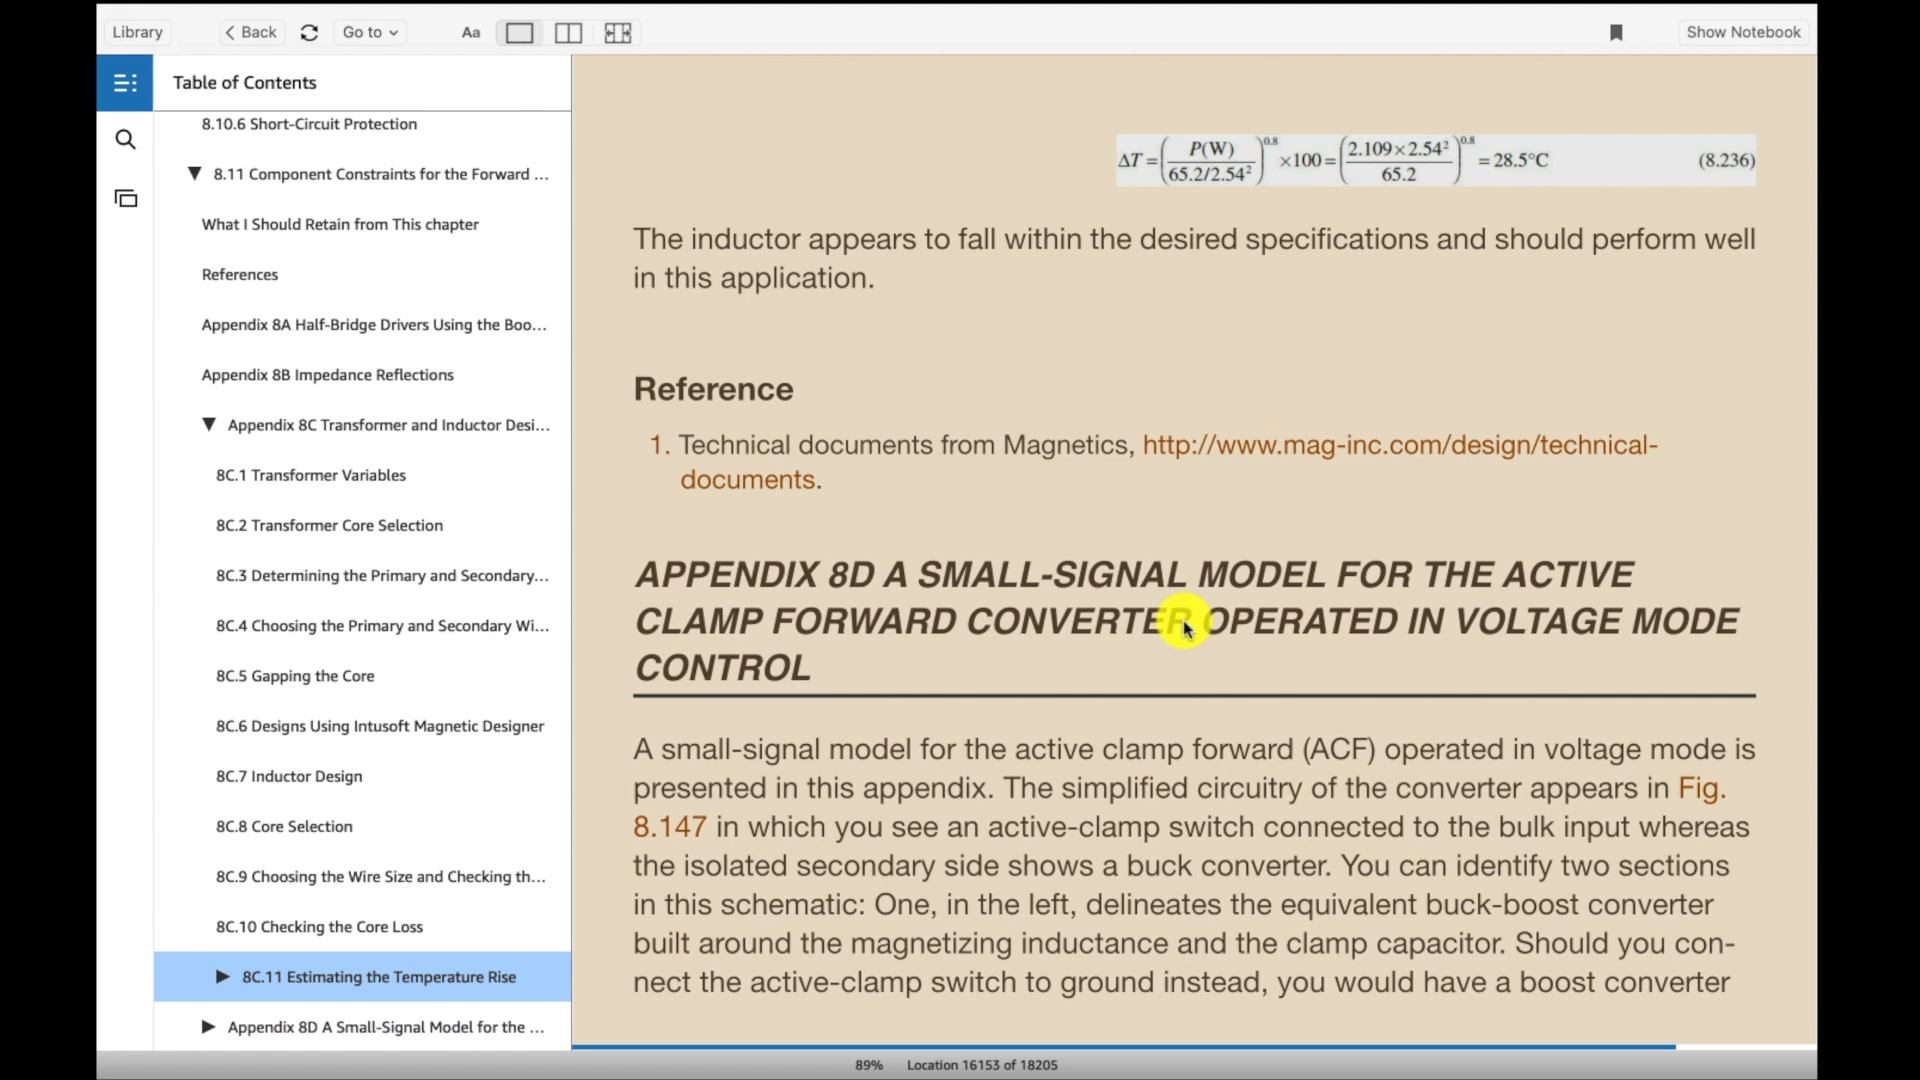 Library
Back
Go to
Aa
Show Notebook
Table of Contents
8.10.6 Short-Circuit Protection
8.11 Component Constraints for the Forward ...
What I Should Retain from This chapter
References
Appendix 8A Half-Bridge Drivers Using the Boo...
Appendix 8B Impedance Reflections
Appendix 8C Transformer and Inductor Desi...
8C.1 Transformer Variables
8C.2 Transformer Core Selection
8C.3 Determining the Primary and Secondary...
8C.4 Choosing the Primary and Secondary Wi...
8C.5 Gapping the Core
8C.6 Designs Using Intusoft Magnetic Designer
8C.7 Inductor Design
8C.8 Core Selection
8C.9 Choosing the Wire Size and Checking th...
8C.10 Checking the Core Loss
8C.11 Estimating the Temperature Rise
Appendix 8D A Small-Signal Model for the ...
ΔT = (P(W) / 65.2/2.54²)^0.8 ×100 = (2.109×2.54² / 65.2)^0.8 = 28.5°C (8.236)
The inductor appears to fall within the desired specifications and should perform well
in this application.
Reference
1. Technical documents from Magnetics, http://www.mag-inc.com/design/technical-
documents.
APPENDIX 8D A SMALL-SIGNAL MODEL FOR THE ACTIVE
CLAMP FORWARD CONVERTER OPERATED IN VOLTAGE MODE
CONTROL
A small-signal model for the active clamp forward (ACF) operated in voltage mode is
presented in this appendix. The simplified circuitry of the converter appears in Fig.
8.147 in which you see an active-clamp switch connected to the bulk input whereas
the isolated secondary side shows a buck converter. You can identify two sections
in this schematic: One, in the left, delineates the equivalent buck-boost converter
built around the magnetizing inductance and the clamp capacitor. Should you con-
nect the active-clamp switch to ground instead, you would have a boost converter
89% Location 16153 of 18205